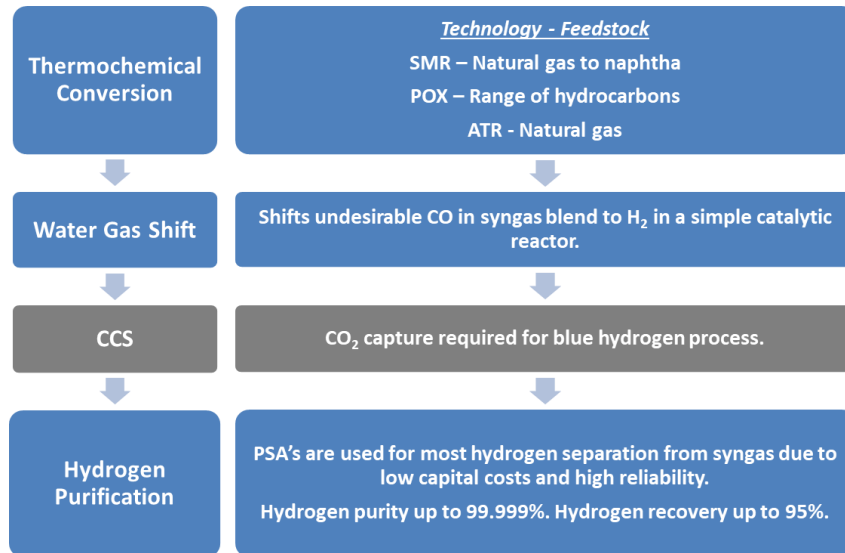 Thermochemical
Conversion
Technology - Feedstock
SMR – Natural gas to naphtha
POX – Range of hydrocarbons
ATR - Natural gas
Water Gas Shift
Shifts undesirable CO in syngas blend to H₂ in a simple catalytic
reactor.
CCS
CO₂ capture required for blue hydrogen process.
Hydrogen
Purification
PSA's are used for most hydrogen separation from syngas due to
low capital costs and high reliability.
Hydrogen purity up to 99.999%. Hydrogen recovery up to 95%.